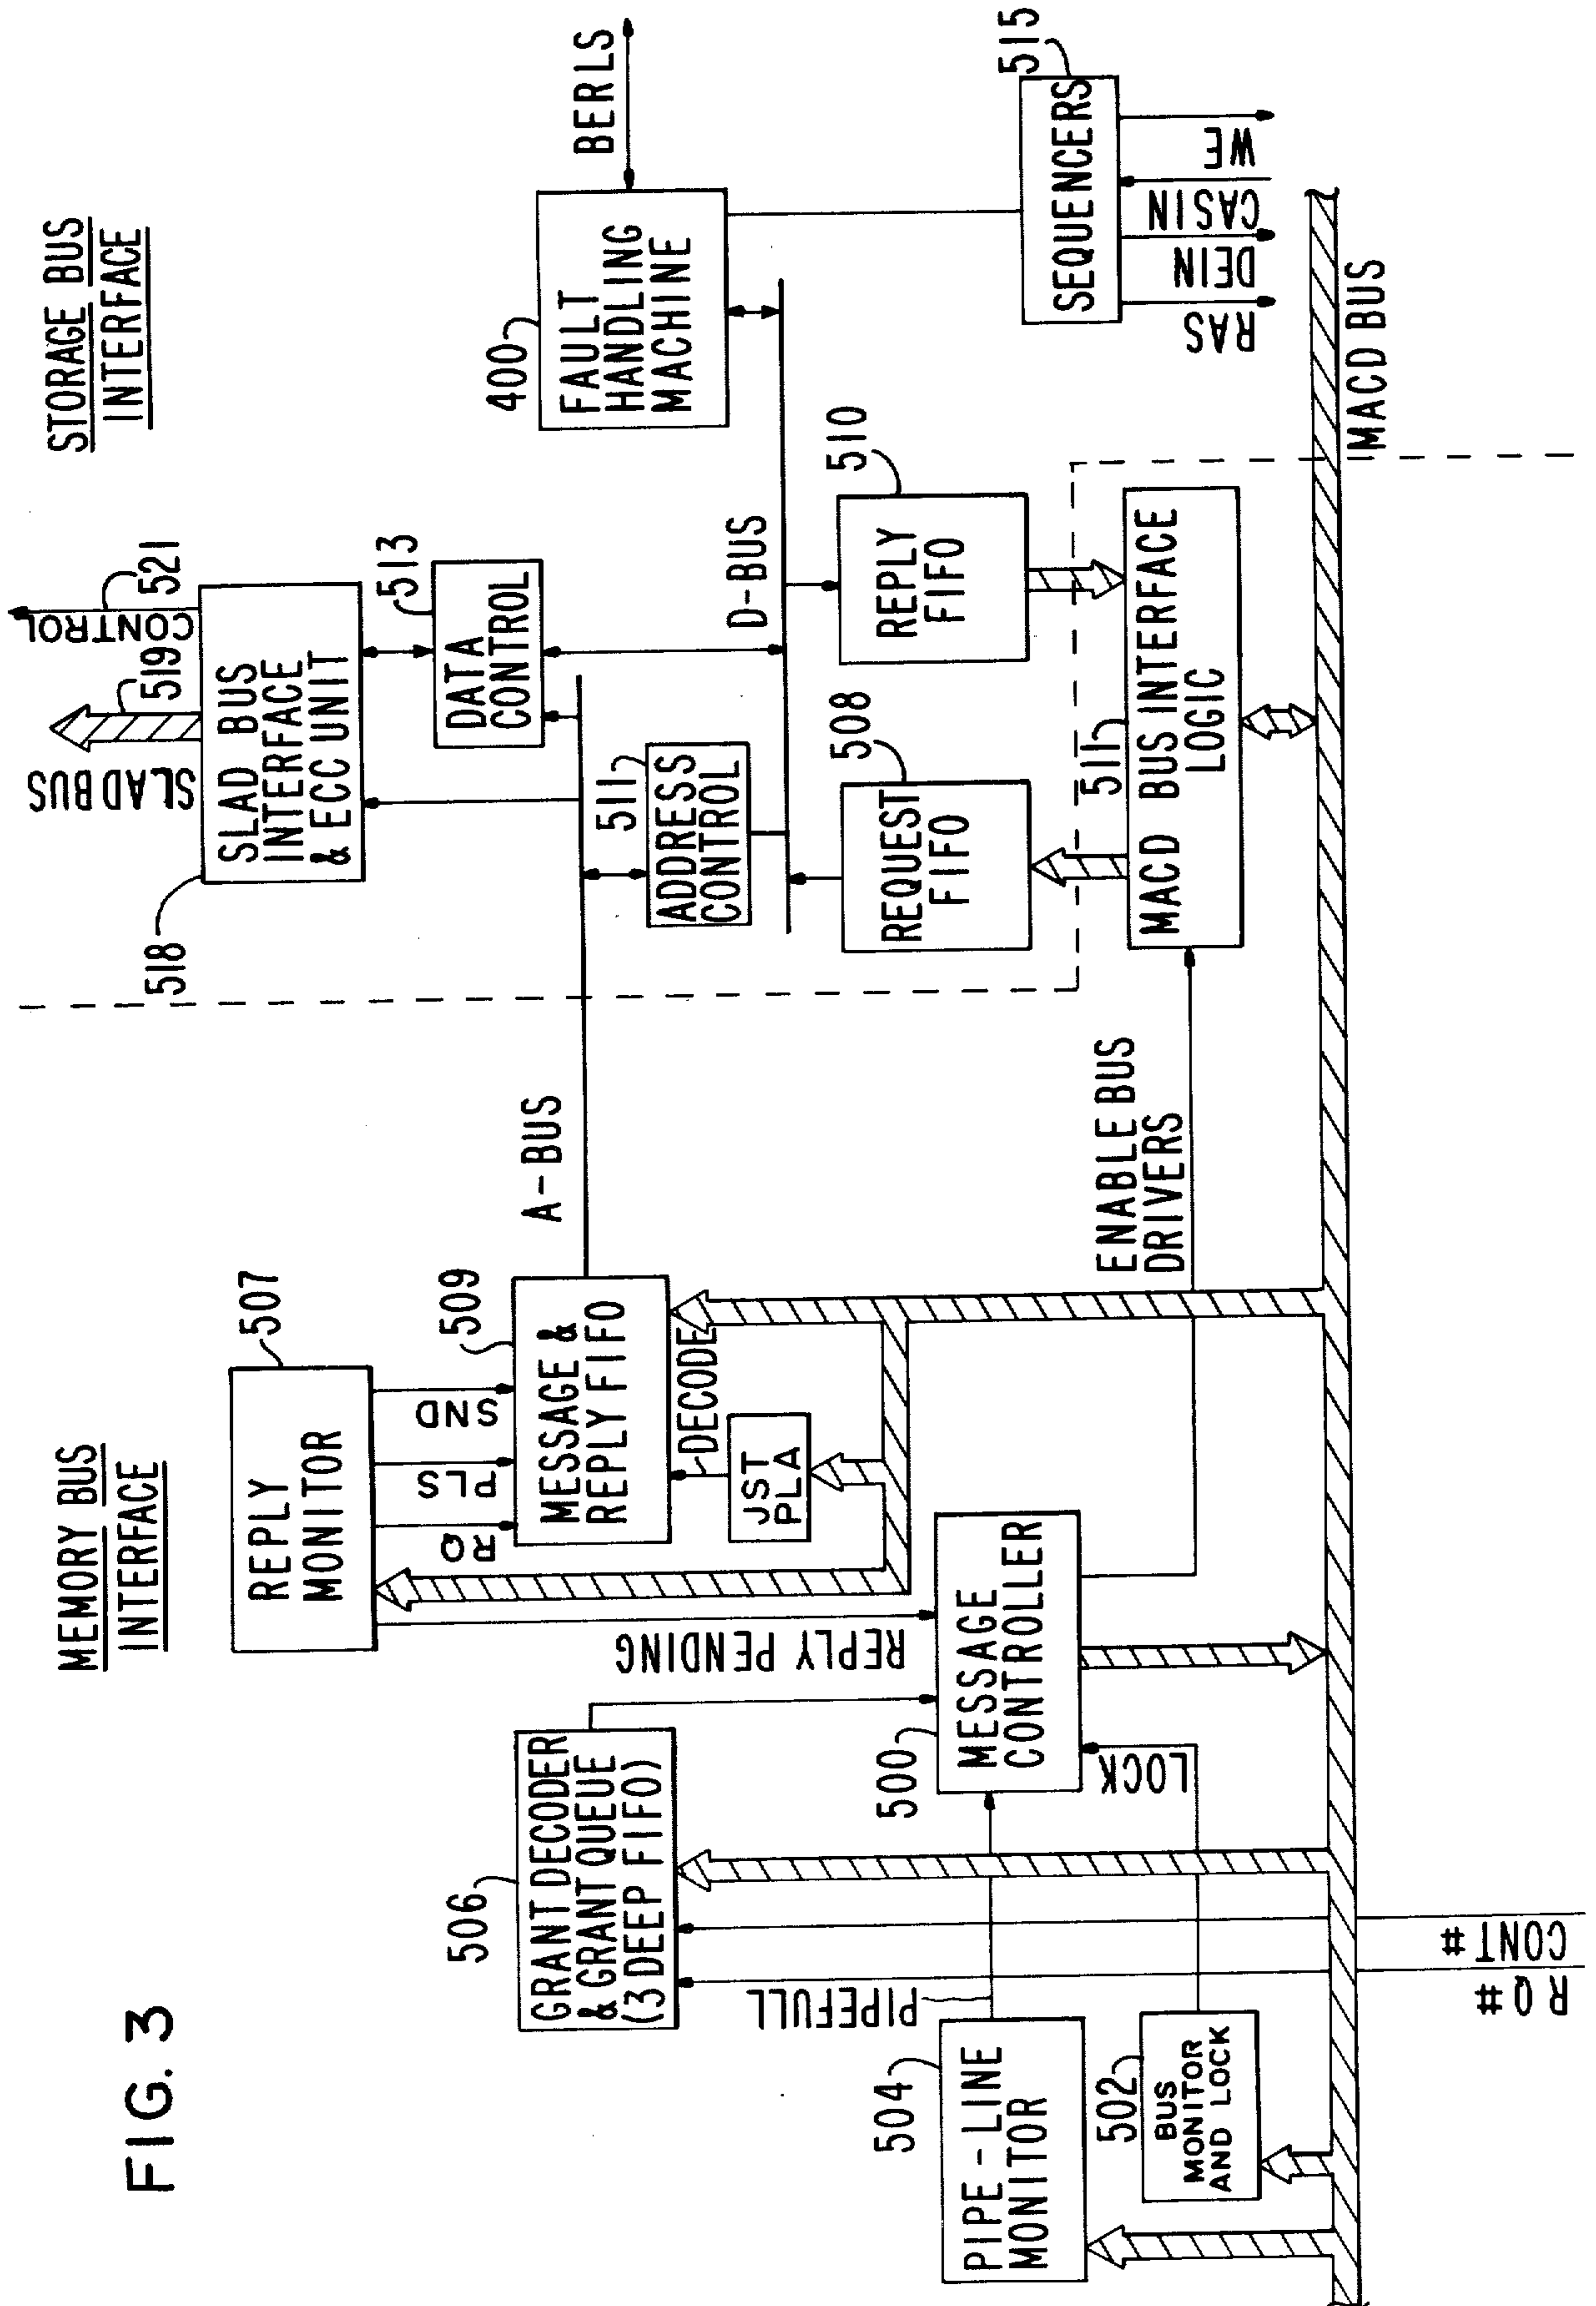 FIG. 3
MEMORY BUS
INTERFACE
STORAGE BUS
INTERFACE
507
REPLY
MONITOR
RQ
PLS
SND
509
MESSAGE &
REPLY FIFO
DECODE
JST
PLA
A-BUS
506
GRANT DECODER
& GRANT QUEUE
(3 DEEP FIFO)
REPLY PENDING
500
MESSAGE
CONTROLLER
LOCK
PIPEFULL
504
PIPE-LINE
MONITOR
502
BUS
MONITOR
AND LOCK
RQ #
CONT #
ENABLE BUS
DRIVERS
518
SLAD BUS
INTERFACE
& ECC UNIT
SLAD BUS
519
CONTROL
521
513
DATA
CONTROL
511
ADDRESS
CONTROL
D-BUS
508
REQUEST
FIFO
510
REPLY
FIFO
511
MACD BUS INTERFACE
LOGIC
400
FAULT
HANDLING
MACHINE
BERLS
515
SEQUENCERS
RAS
DEIN
CASIN
WE
MACD BUS